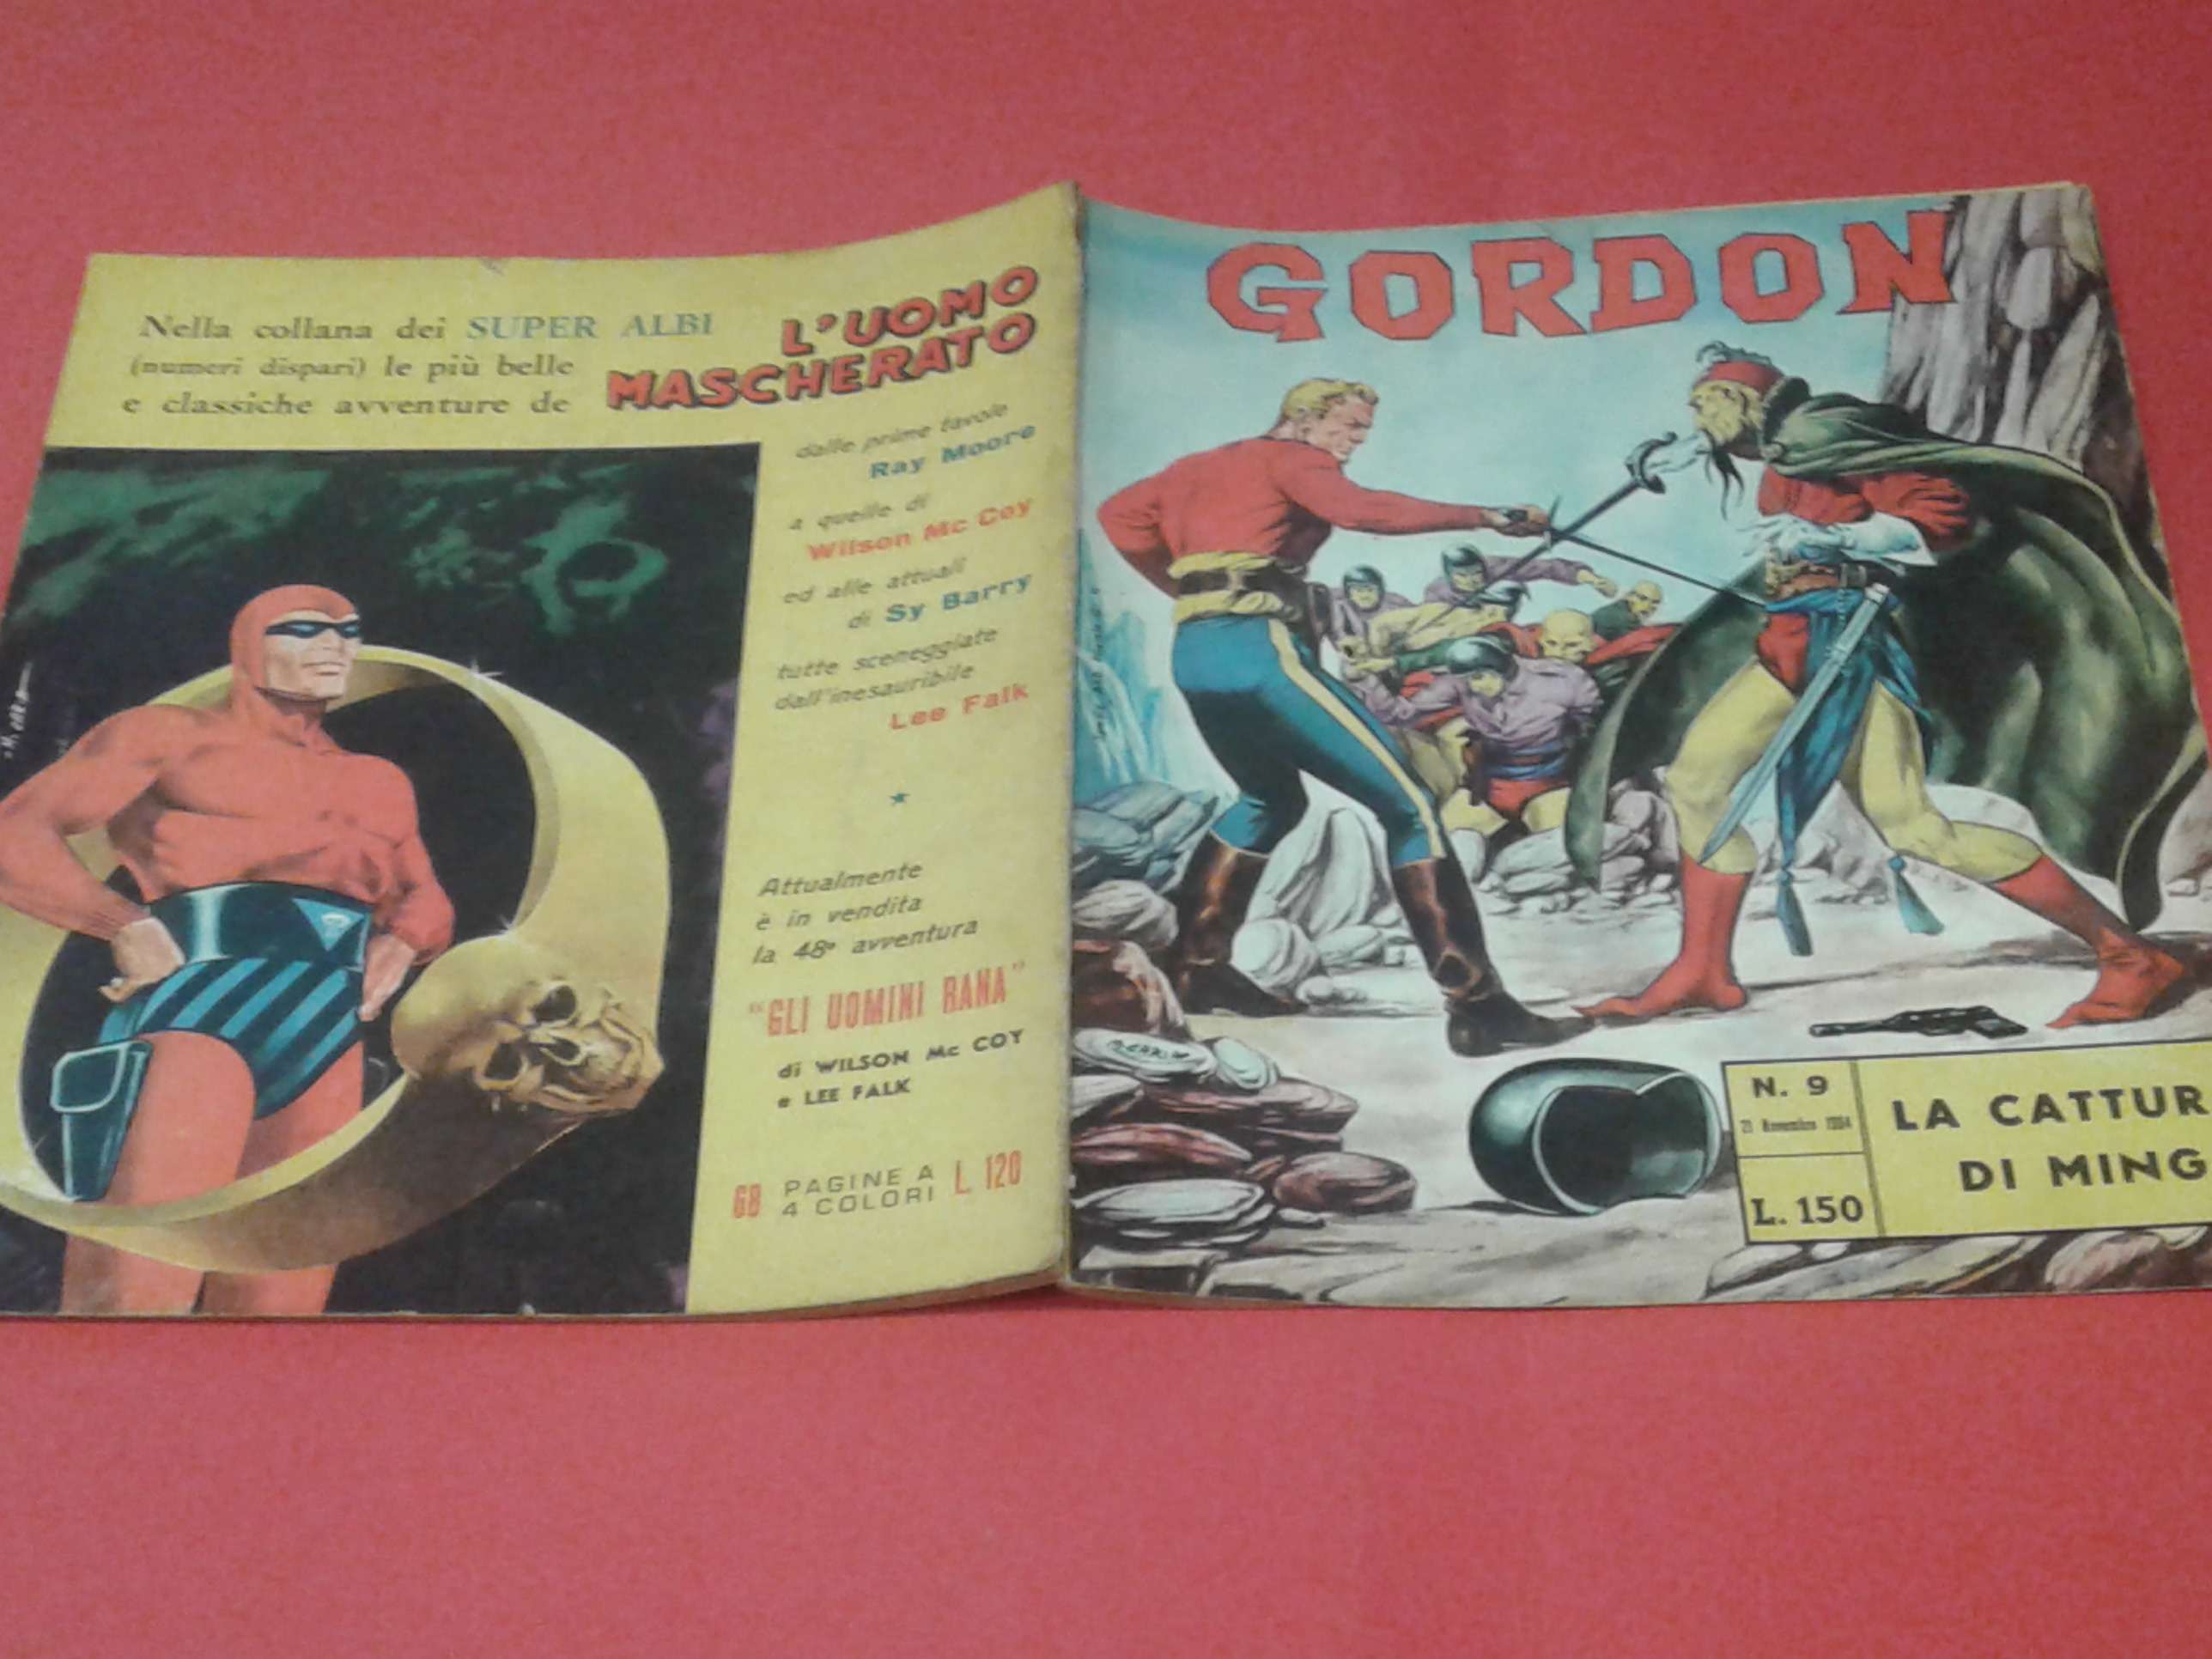 Nella collana dei SUPER ALBI
(numeri dispari) le più belle
e classiche avventure de
L'UOMO
MASCHERATO
dalle prime tavole
Ray Moore
a quelle di
Wilson Mc Coy
ed alle attuali
di Sy Barry
tutte sceneggiate
dall'inesauribile
Lee Falk
Attualmente
è in vendita
la 48ª avventura
"GLI UOMINI RANA"
di WILSON Mc COY
e LEE FALK
68 PAGINE A
4 COLORI L. 120
GORDON
N. 9
Novembre 1964
L. 150
LA CATTUR
DI MING